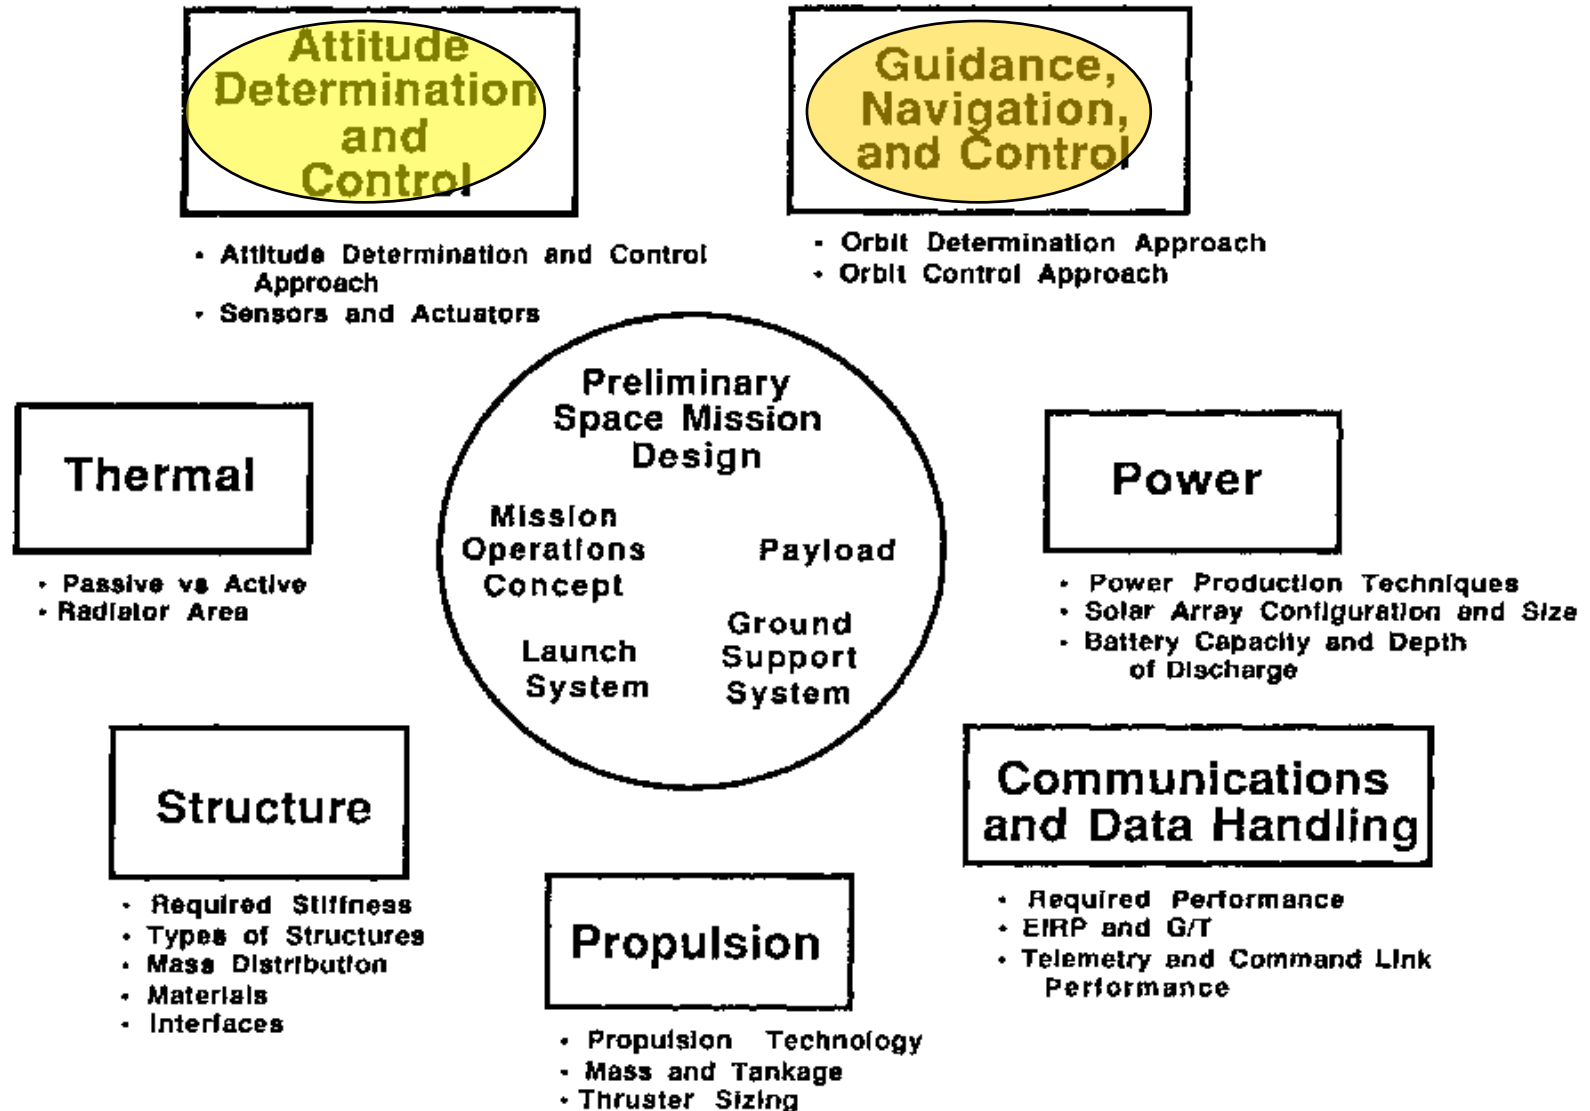 Attitude
Determination
and
Control
• Attitude Determination and Control
Approach
• Sensors and Actuators
Guidance,
Navigation,
and Control
• Orbit Determination Approach
• Orbit Control Approach
Preliminary
Space Mission
Design
Mission
Operations
Concept
Payload
Launch
System
Ground
Support
System
Thermal
• Passive vs Active
• Radiator Area
Power
• Power Production Techniques
• Solar Array Configuration and Size
• Battery Capacity and Depth
of Discharge
Structure
• Required Stiffness
• Types of Structures
• Mass Distribution
• Materials
• Interfaces
Propulsion
• Propulsion Technology
• Mass and Tankage
• Thruster Sizing
Communications
and Data Handling
• Required Performance
• EIRP and G/T
• Telemetry and Command Link
Performance